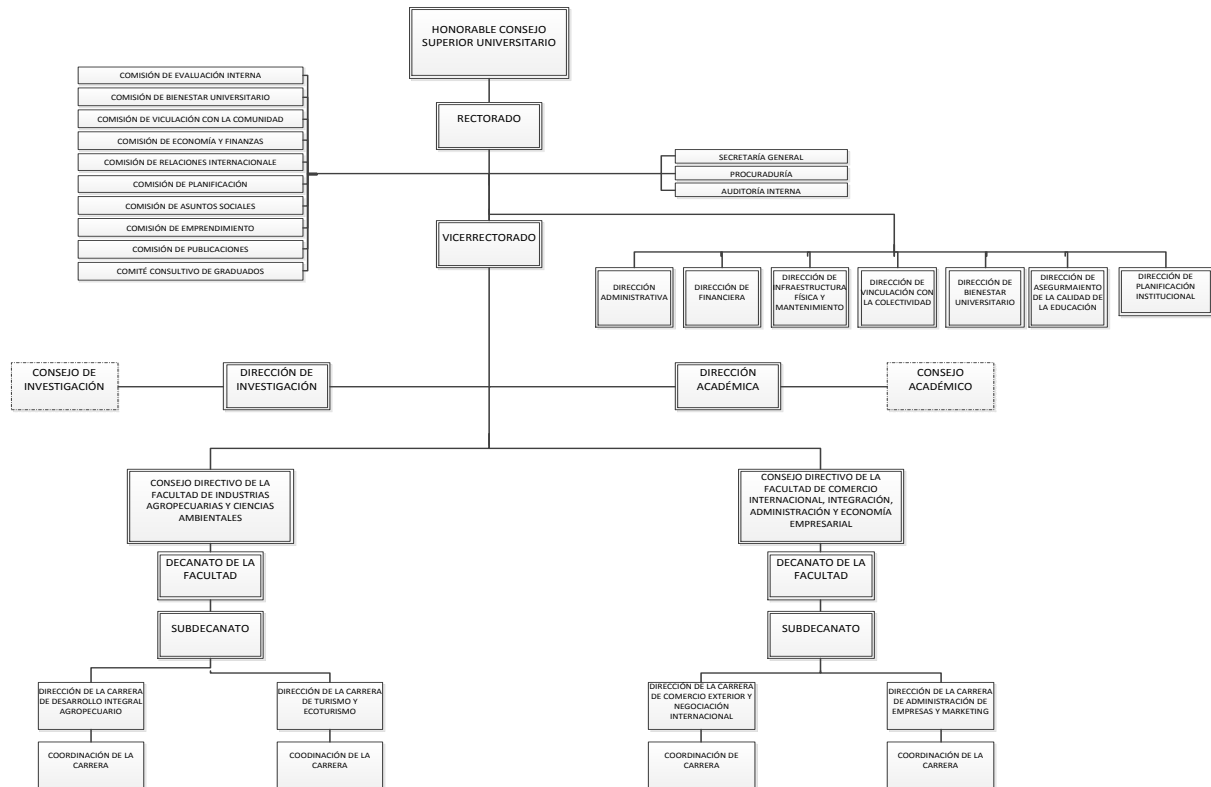 HONORABLE CONSEJO
SUPERIOR UNIVERSITARIO
COMISIÓN DE EVALUACIÓN INTERNA
COMISIÓN DE BIENESTAR UNIVERSITARIO
COMISIÓN DE VICULACIÓN CON LA COMUNIDAD
COMISIÓN DE ECONOMÍA Y FINANZAS
COMISIÓN DE RELACIONES INTERNACIONALE
COMISIÓN DE PLANIFICACIÓN
COMISIÓN DE ASUNTOS SOCIALES
COMISIÓN DE EMPRENDIMIENTO
COMISIÓN DE PUBLICACIONES
COMITÉ CONSULTIVO DE GRADUADOS
RECTORADO
SECRETARÍA GENERAL
PROCURADURÍA
AUDITORÍA INTERNA
VICERRECTORADO
DIRECCIÓN
ADMINISTRATIVA
DIRECCIÓN DE
FINANCIERA
DIRECCIÓN DE
INFRAESTRUCTURA
FÍSICA Y
MANTENIMIENTO
DIRECCIÓN DE
VINCULACIÓN CON
LA COLECTIVIDAD
DIRECCIÓN DE
BIENESTAR
UNIVERSITARIO
DIRECCIÓN DE
ASEGURMAIENTO
DE LA CALIDAD DE
LA EDUCACIÓN
DIRECCIÓN DE
PLANIFICACIÓN
INSTITUCIONAL
CONSEJO DE
INVESTIGACIÓN
DIRECCIÓN DE
INVESTIGACIÓN
DIRECCIÓN
ACADÉMICA
CONSEJO
ACADÉMICO
CONSEJO DIRECTIVO DE LA
FACULTAD DE INDUSTRIAS
AGROPECUARIAS Y CIENCIAS
AMBIENTALES
CONSEJO DIRECTIVO DE LA
FACULTAD DE COMERCIO
INTERNACIONAL, INTEGRACIÓN,
ADMINISTRACIÓN Y ECONOMÍA
EMPRESARIAL
DECANATO DE LA
FACULTAD
DECANATO DE LA
FACULTAD
SUBDECANATO
SUBDECANATO
DIRECCIÓN DE LA CARRERA
DE DESARROLLO INTEGRAL
AGROPECUARIO
DIRECCIÓN DE LA CARRERA
DE TURISMO Y
ECOTURISMO
DIRECCIÓN DE LA CARRERA
DE COMERCIO EXTERIOR Y
NEGOCIACIÓN
INTERNACIONAL
DIRECCIÓN DE LA CARRERA
DE ADMINISTRACIÓN DE
EMPRESAS Y MARKETING
COORDINACIÓN DE LA
CARRERA
COODINACIÓN DE LA
CARRERA
COORDINACIÓN DE
CARRERA
COORDINACIÓN DE LA
CARRERA